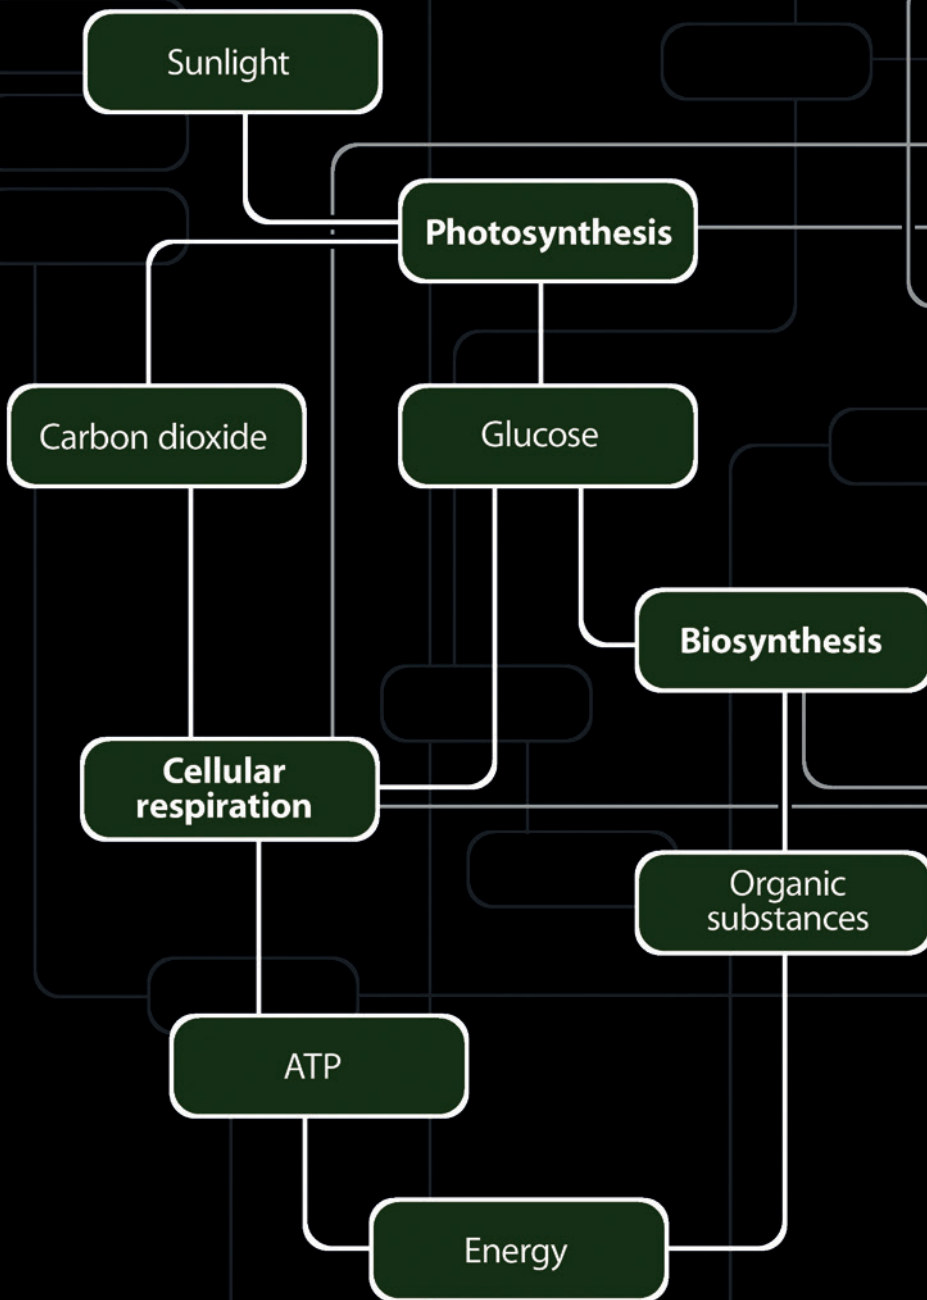 Sunlight
Photosynthesis
Carbon dioxide
Glucose
Biosynthesis
Cellular
respiration
Organic
substances
ATP
Energy